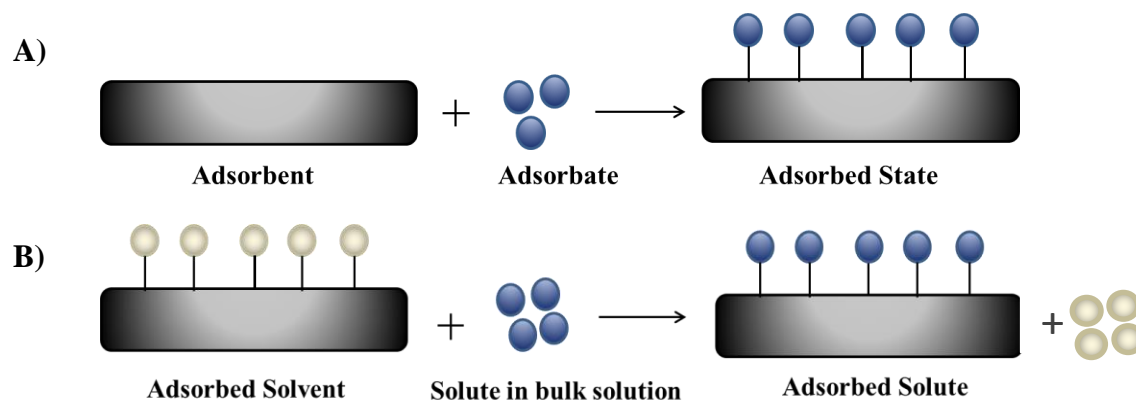 A)
+
Adsorbent
Adsorbate
Adsorbed State
B)
+
+
Adsorbed Solvent
Solute in bulk solution
Adsorbed Solute